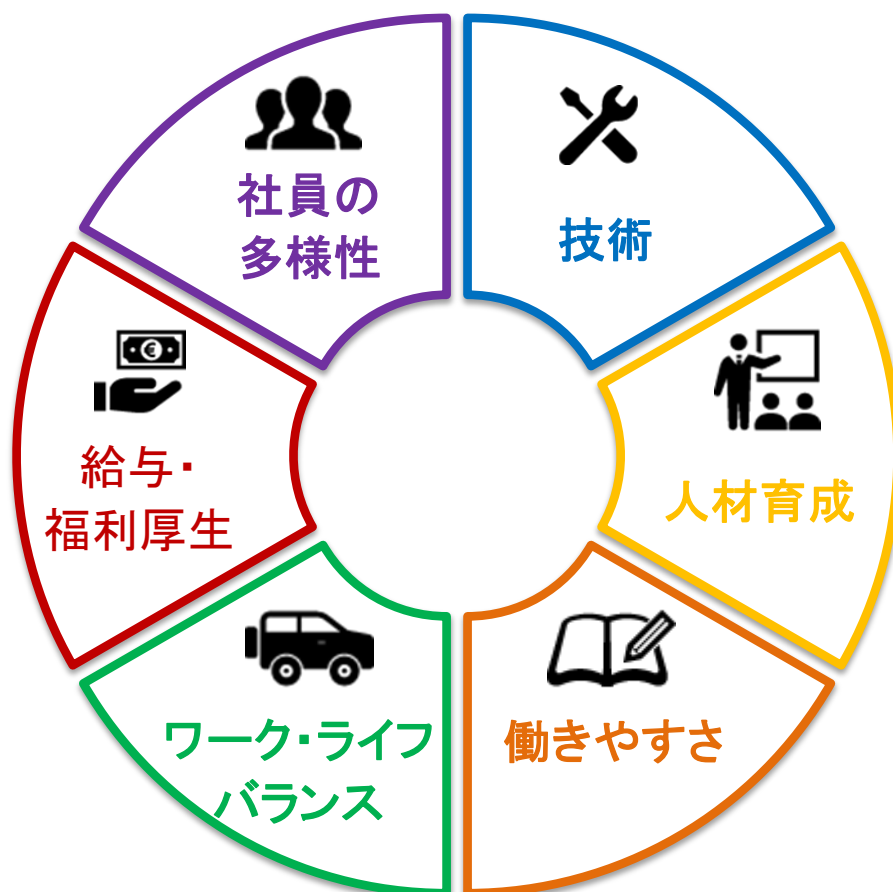 社員の
多様性
技術
給与・
福利厚生
人材育成
ワーク・ライフ
バランス
働きやすさ